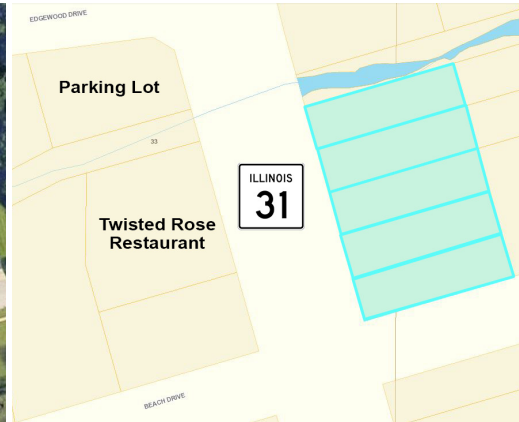 EDGEWOOD DRIVE
Parking Lot
33
ILLINOIS
31
Twisted Rose
Restaurant
BEACH DRIVE